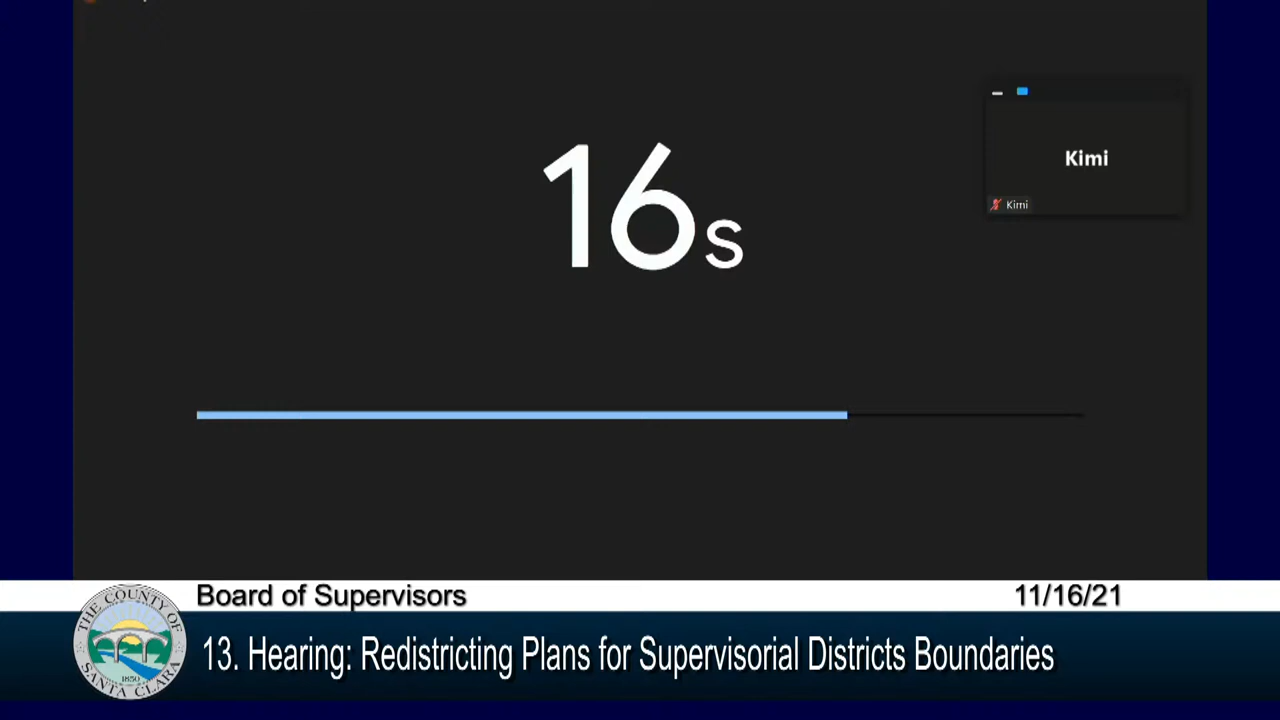 16s
Kimi
Kimi
Board of Supervisors
11/16/21
THE COUNTY OF
SANTA CLARA
1850
13. Hearing: Redistricting Plans for Supervisorial Districts Boundaries